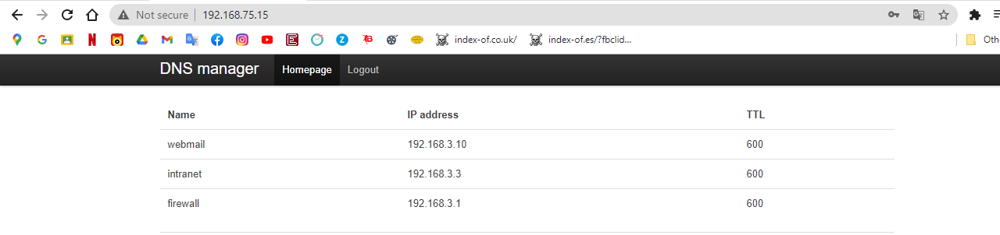 Not secure 192.168.75.15
index-of.co.uk/ index-of.es/?fbclid... Othe
DNS manager Homepage Logout
Name IP address TTL
webmail 192.168.3.10 600
intranet 192.168.3.3 600
firewall 192.168.3.1 600